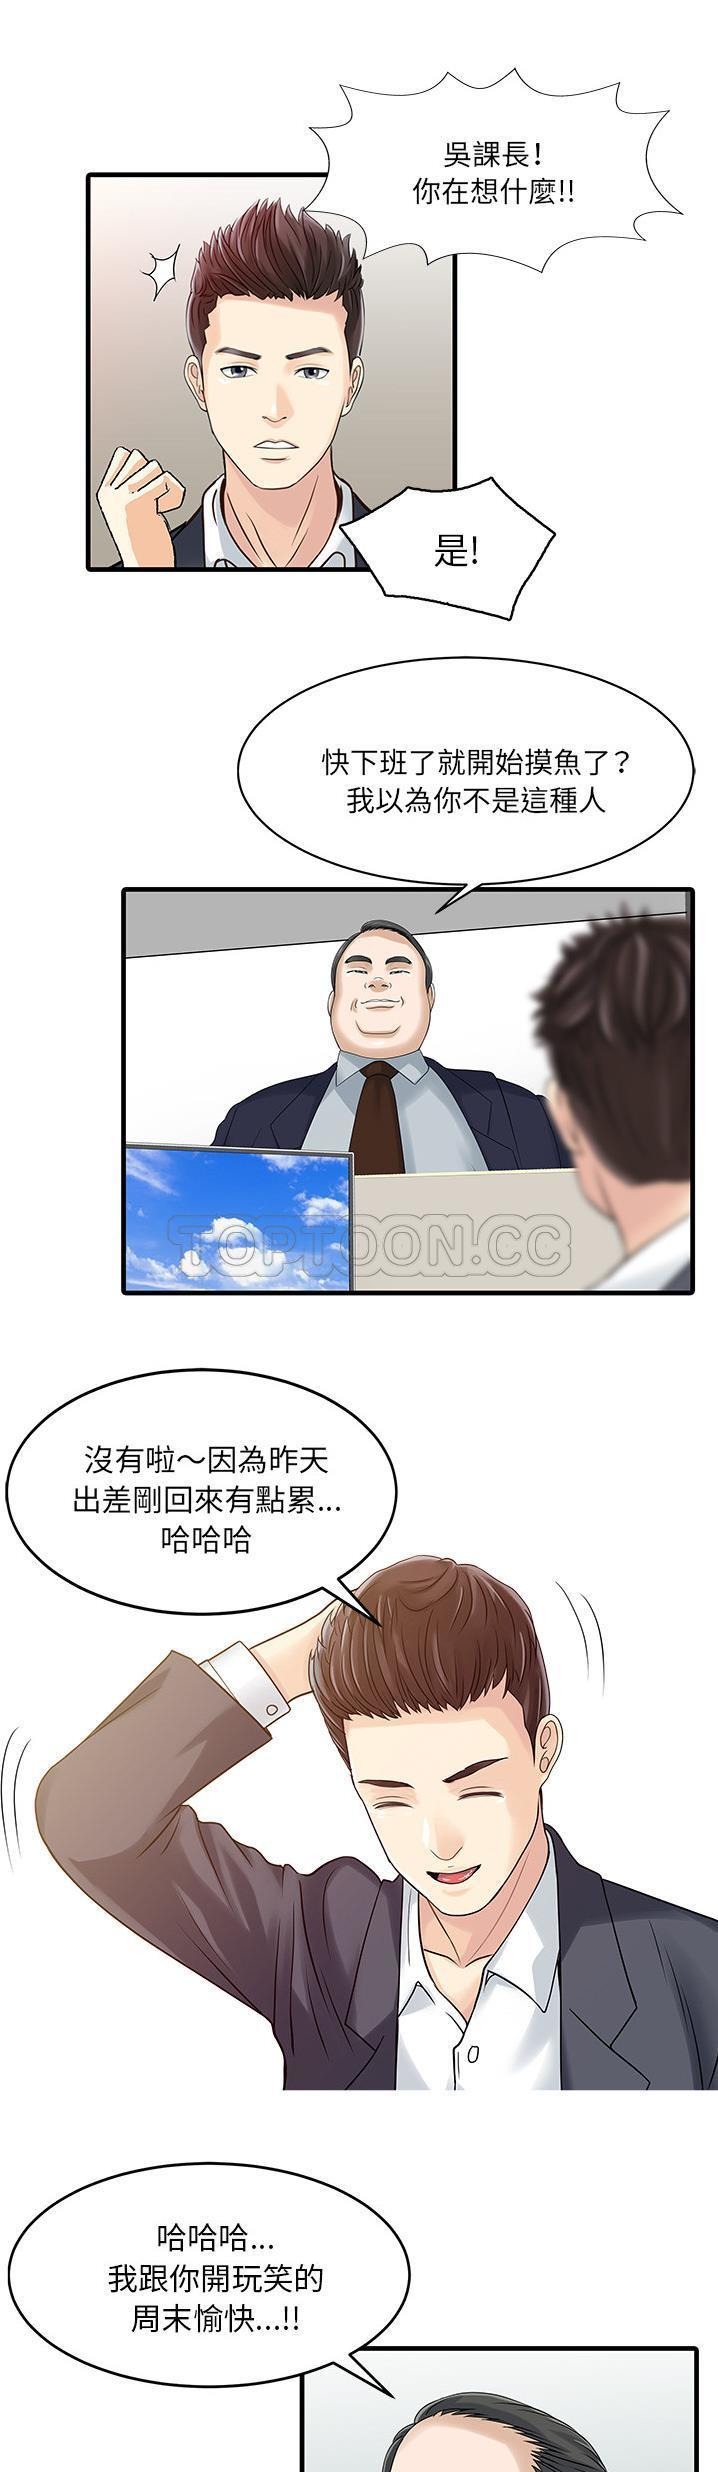 吳課長！
你在想什麼!!
是!
快下班了就開始摸魚了？
我以為你不是這種人
TOPTOON.CC
沒有啦～因為昨天
出差剛回來有點累...
哈哈哈
哈哈哈...
我跟你開玩笑的
周末愉快...!!